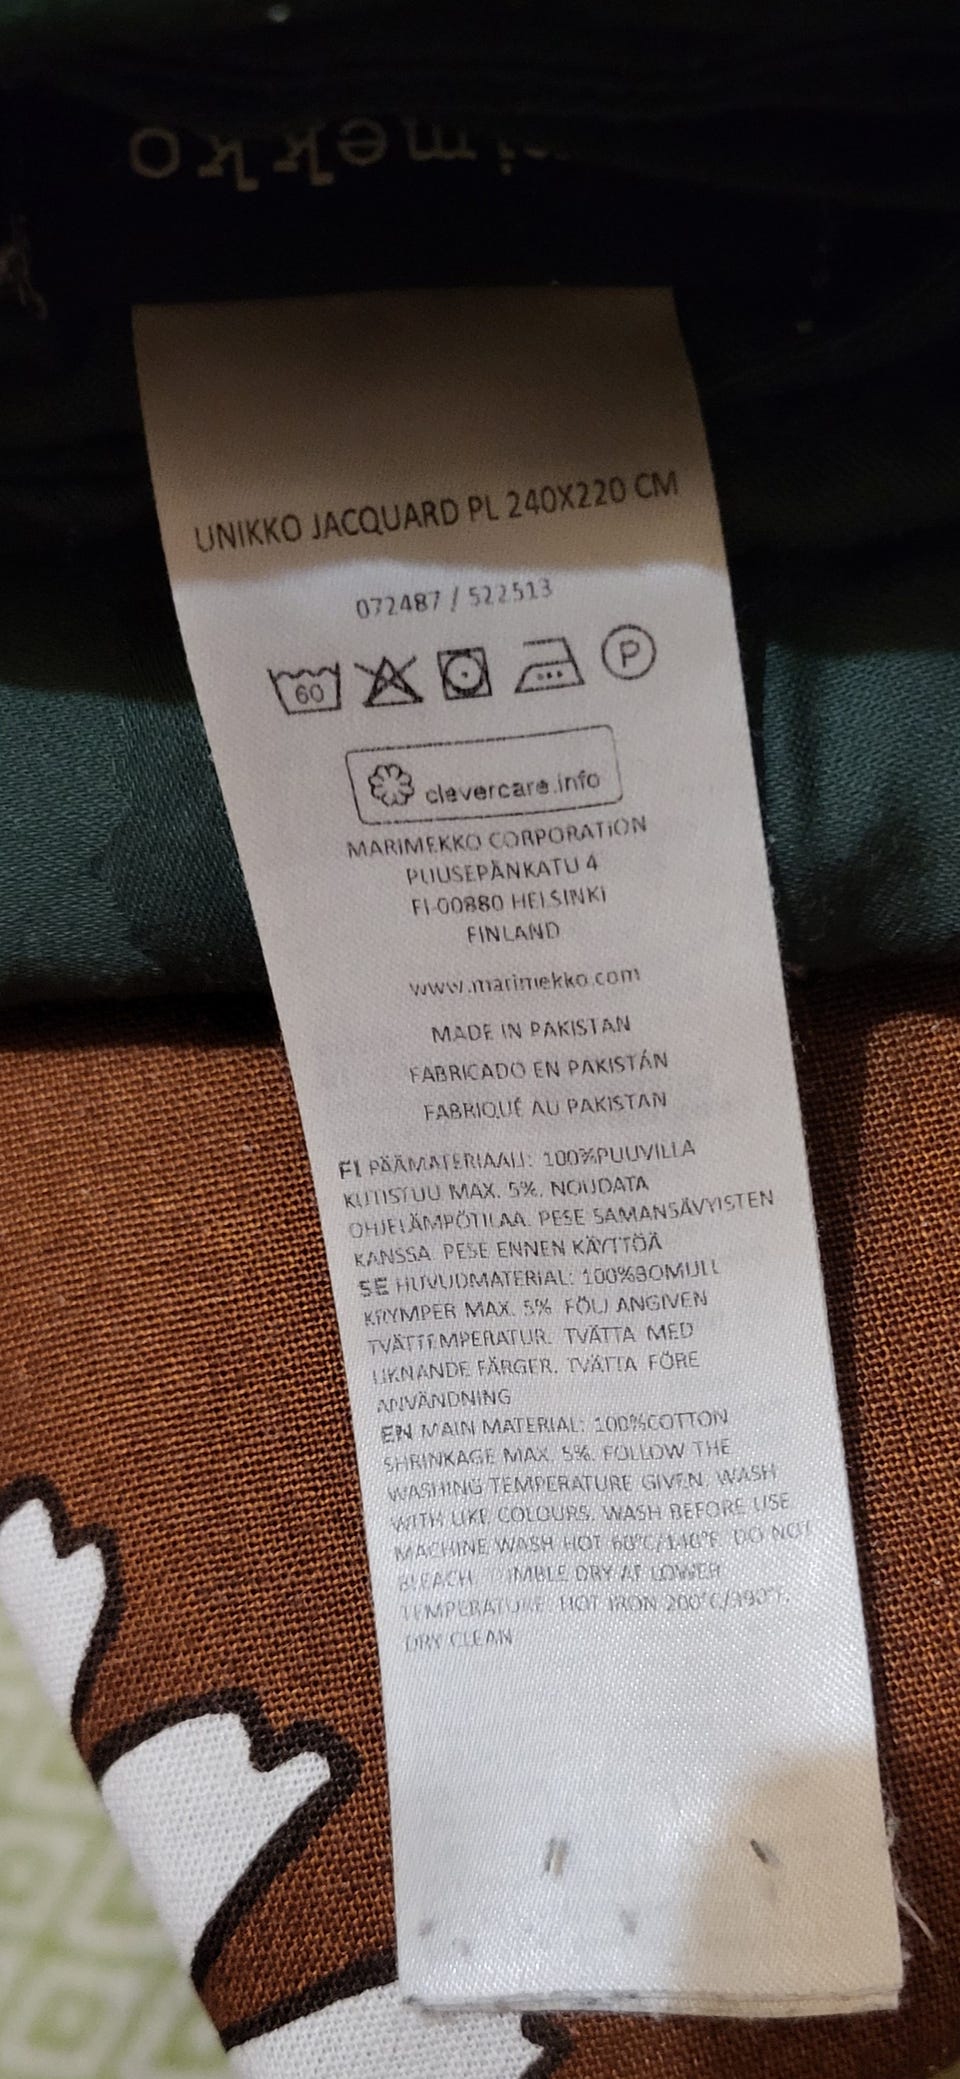 imekko
UNIKKO JACQUARD PL 240X220 CM
072487 / 522513
60
P
clevercare.info
MARIMEKKO CORPORATION
PUUSEPÄNKATU 4
FI-00880 HELSINKI
FINLAND
www.marimekko.com
MADE IN PAKISTAN
FABRICADO EN PAKISTÁN
FABRIQUÉ AU PAKISTAN
FI PÄÄMATERIAALI: 100%PUUVILLA
KUTISTUU MAX. 5%. NOUDATA
OHJELÄMPÖTILAA. PESE SAMANSÄVYISTEN
KANSSA. PESE ENNEN KÄYTTÖÄ
SE HUVUDMATERIAL: 100%BOMULL
KRYMPER MAX. 5%. FÖLJ ANGIVEN
TVÄTTEMPERATUR. TVÄTTA MED
LIKNANDE FÄRGER. TVÄTTA FÖRE
ANVÄNDNING
EN MAIN MATERIAL: 100%COTTON
SHRINKAGE MAX. 5%. FOLLOW THE
WASHING TEMPERATURE GIVEN. WASH
WITH LIKE COLOURS. WASH BEFORE USE
MACHINE WASH HOT 60°C/140°F. DO NOT
BLEACH. TUMBLE DRY AT LOWER
TEMPERATURE. HOT IRON 200°C/390°F.
DRY CLEAN